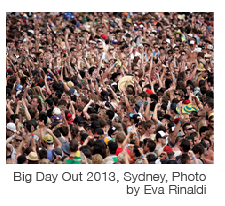 Big Day Out 2013, Sydney, Photo
by Eva Rinaldi